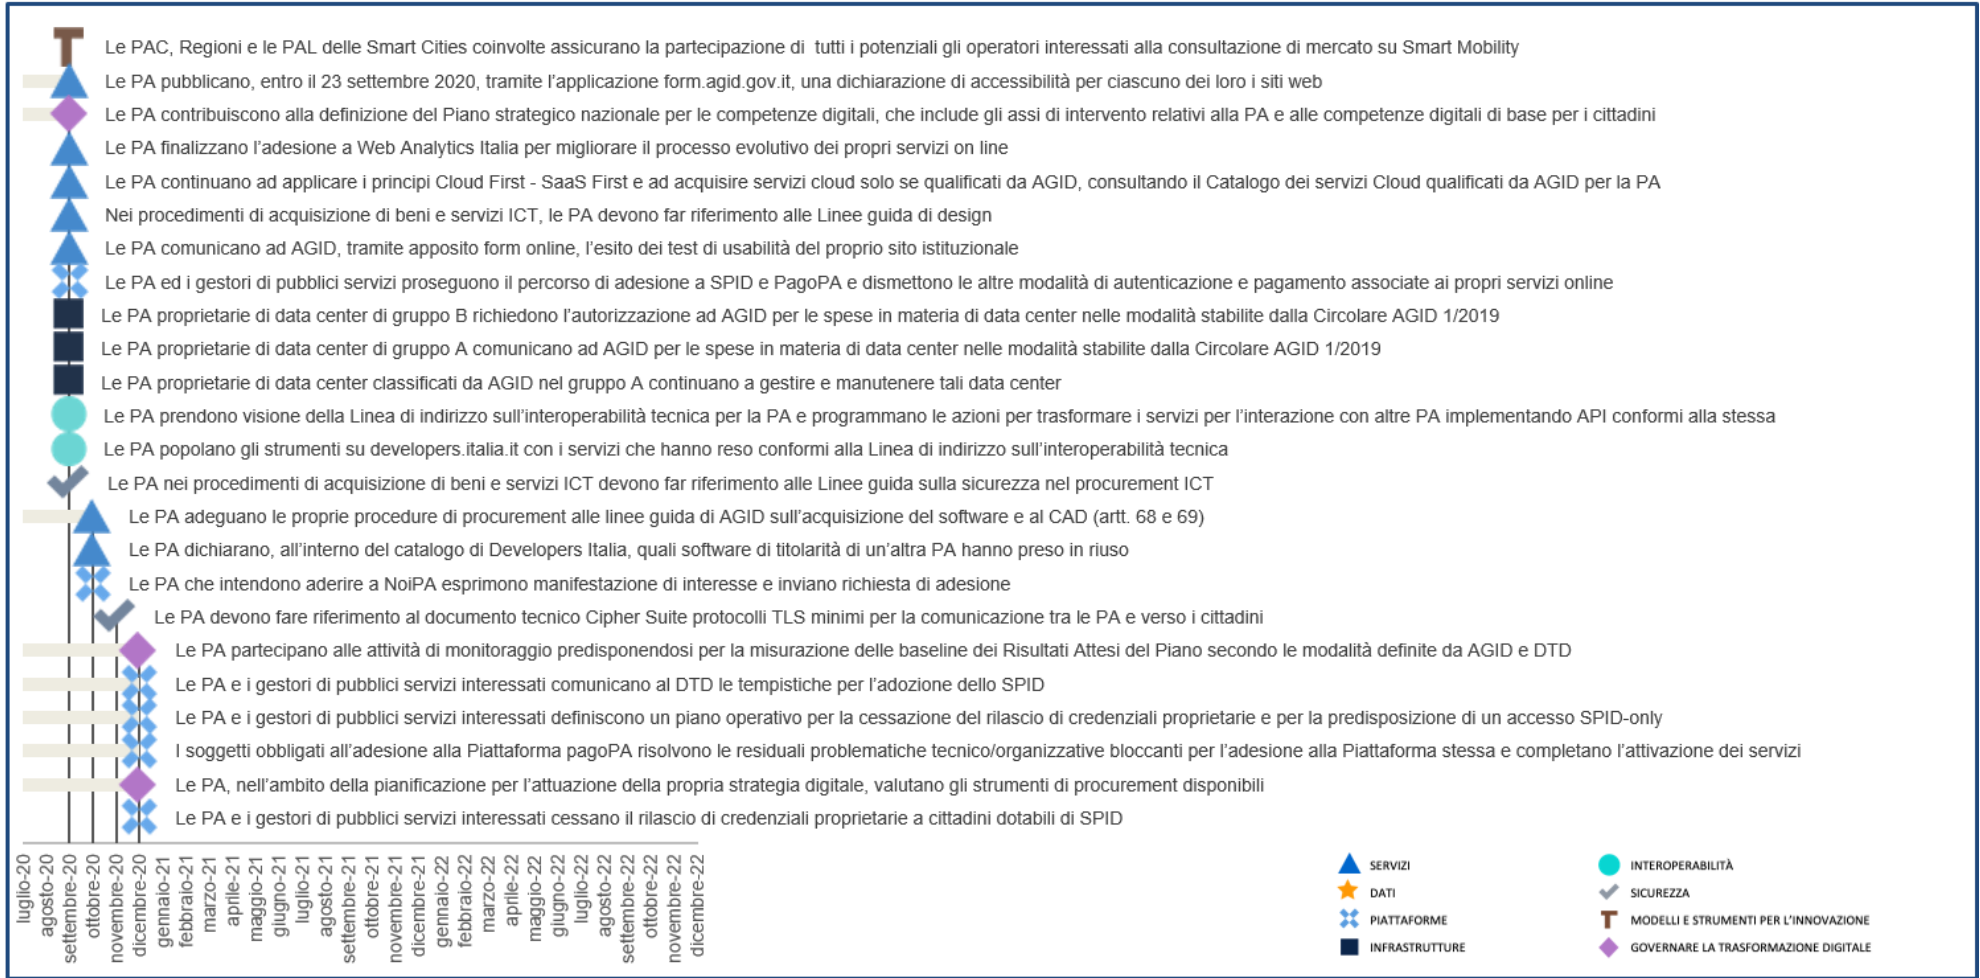 Le PAC, Regioni e le PAL delle Smart Cities coinvolte assicurano la partecipazione di tutti i potenziali gli operatori interessati alla consultazione di mercato su Smart Mobility
Le PA pubblicano, entro il 23 settembre 2020, tramite l’applicazione form.agid.gov.it, una dichiarazione di accessibilità per ciascuno dei loro i siti web
Le PA contribuiscono alla definizione del Piano strategico nazionale per le competenze digitali, che include gli assi di intervento relativi alla PA e alle competenze digitali di base per i cittadini
Le PA finalizzano l’adesione a Web Analytics Italia per migliorare il processo evolutivo dei propri servizi on line
Le PA continuano ad applicare i principi Cloud First - SaaS First e ad acquisire servizi cloud solo se qualificati da AGID, consultando il Catalogo dei servizi Cloud qualificati da AGID per la PA
Nei procedimenti di acquisizione di beni e servizi ICT, le PA devono far riferimento alle Linee guida di design
Le PA comunicano ad AGID, tramite apposito form online, l’esito dei test di usabilità del proprio sito istituzionale
Le PA ed i gestori di pubblici servizi proseguono il percorso di adesione a SPID e PagoPA e dismettono le altre modalità di autenticazione e pagamento associate ai propri servizi online
Le PA proprietarie di data center di gruppo B richiedono l’autorizzazione ad AGID per le spese in materia di data center nelle modalità stabilite dalla Circolare AGID 1/2019
Le PA proprietarie di data center di gruppo A comunicano ad AGID per le spese in materia di data center nelle modalità stabilite dalla Circolare AGID 1/2019
Le PA proprietarie di data center classificati da AGID nel gruppo A continuano a gestire e manutenere tali data center
Le PA prendono visione della Linea di indirizzo sull’interoperabilità tecnica per la PA e programmano le azioni per trasformare i servizi per l’interazione con altre PA implementando API conformi alla stessa
Le PA popolano gli strumenti su developers.italia.it con i servizi che hanno reso conformi alla Linea di indirizzo sull’interoperabilità tecnica
Le PA nei procedimenti di acquisizione di beni e servizi ICT devono far riferimento alle Linee guida sulla sicurezza nel procurement ICT
Le PA adeguano le proprie procedure di procurement alle linee guida di AGID sull’acquisizione del software e al CAD (artt. 68 e 69)
Le PA dichiarano, all’interno del catalogo di Developers Italia, quali software di titolarità di un’altra PA hanno preso in riuso
Le PA che intendono aderire a NoiPA esprimono manifestazione di interesse e inviano richiesta di adesione
Le PA devono fare riferimento al documento tecnico Cipher Suite protocolli TLS minimi per la comunicazione tra le PA e verso i cittadini
Le PA partecipano alle attività di monitoraggio predisponendosi per la misurazione delle baseline dei Risultati Attesi del Piano secondo le modalità definite da AGID e DTD
Le PA e i gestori di pubblici servizi interessati comunicano al DTD le tempistiche per l’adozione dello SPID
Le PA e i gestori di pubblici servizi interessati definiscono un piano operativo per la cessazione del rilascio di credenziali proprietarie e per la predisposizione di un accesso SPID-only
I soggetti obbligati all’adesione alla Piattaforma pagoPA risolvono le residuali problematiche tecnico/organizzative bloccanti per l’adesione alla Piattaforma stessa e completano l’attivazione dei servizi
Le PA, nell’ambito della pianificazione per l’attuazione della propria strategia digitale, valutano gli strumenti di procurement disponibili
Le PA e i gestori di pubblici servizi interessati cessano il rilascio di credenziali proprietarie a cittadini dotabili di SPID
luglio-20
agosto-20
settembre-20
ottobre-20
novembre-20
dicembre-20
gennaio-21
febbraio-21
marzo-21
aprile-21
maggio-21
giugno-21
luglio-21
agosto-21
settembre-21
ottobre-21
novembre-21
dicembre-21
gennaio-22
febbraio-22
marzo-22
aprile-22
maggio-22
giugno-22
luglio-22
agosto-22
settembre-22
ottobre-22
novembre-22
dicembre-22
SERVIZI
DATI
PIATTAFORME
INFRASTRUTTURE
INTEROPERABILITÀ
SICUREZZA
MODELLI E STRUMENTI PER L’INNOVAZIONE
GOVERNARE LA TRASFORMAZIONE DIGITALE